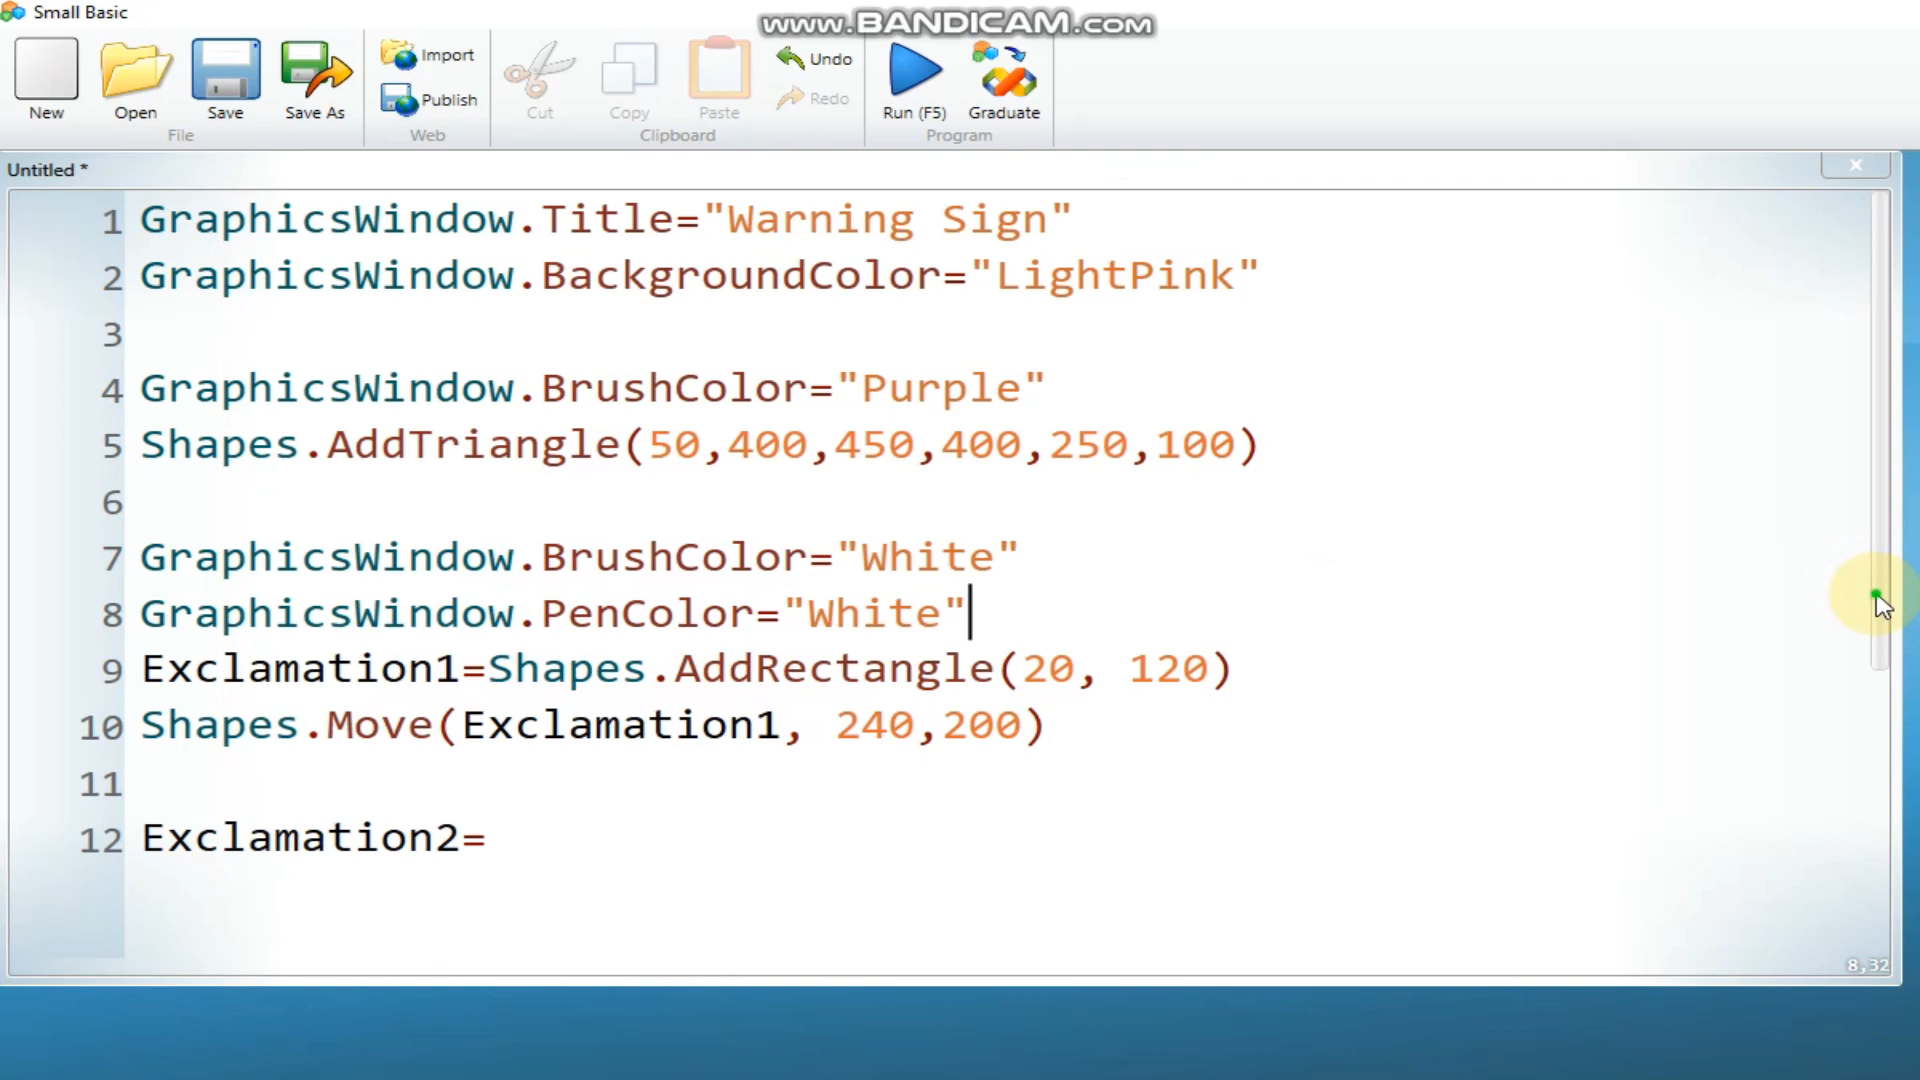 Small Basic
www.BANDICAM.com
New
Open
Save
Save As
File
Import
Publish
Web
Cut
Copy
Paste
Undo
Redo
Clipboard
Run (F5)
Graduate
Program
Untitled *
1 GraphicsWindow.Title="Warning Sign"
2 GraphicsWindow.BackgroundColor="LightPink"
3
4 GraphicsWindow.BrushColor="Purple"
5 Shapes.AddTriangle(50,400,450,400,250,100)
6
7 GraphicsWindow.BrushColor="White"
8 GraphicsWindow.PenColor="White"
9 Exclamation1=Shapes.AddRectangle(20, 120)
10 Shapes.Move(Exclamation1, 240,200)
11
12 Exclamation2=
8,32